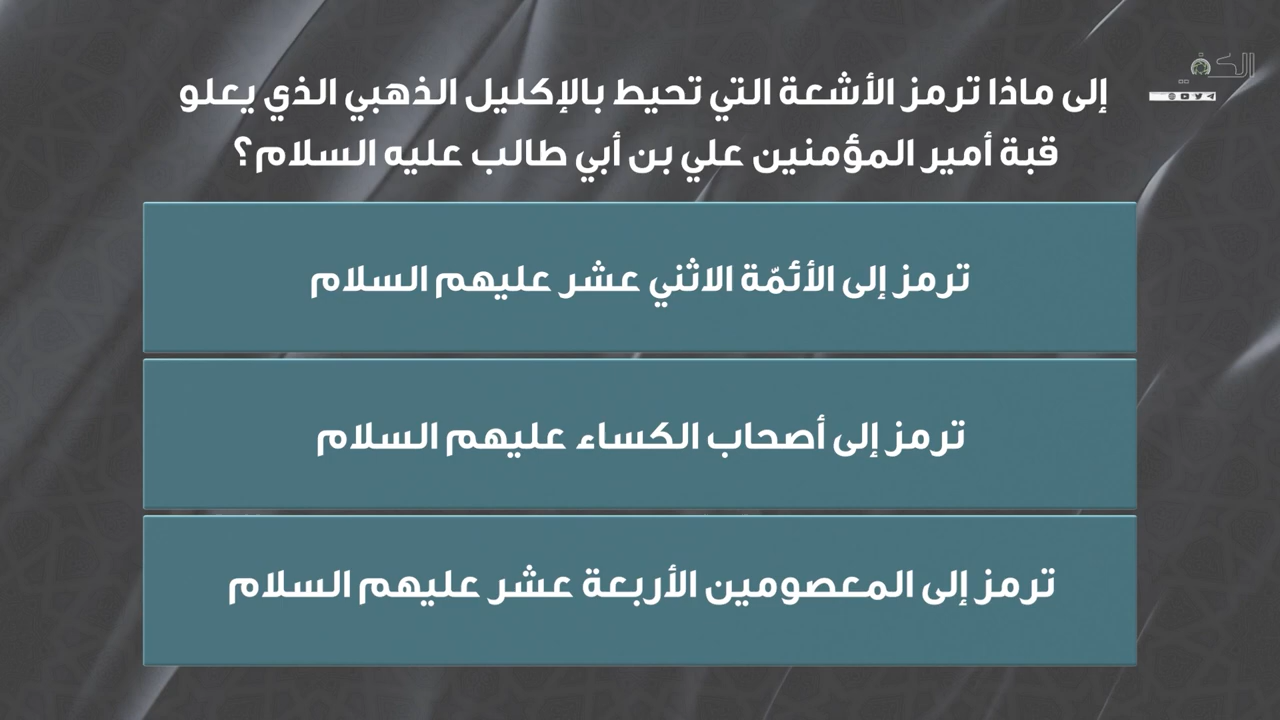 الكفيل
إلى ماذا ترمز الأشعة التي تحيط بالإكليل الذهبي الذي يعلو
قبة أمير المؤمنين علي بن أبي طالب عليه السلام؟
ترمز إلى الأئمّة الاثني عشر عليهم السلام
ترمز إلى أصحاب الكساء عليهم السلام
ترمز إلى المعصومين الأربعة عشر عليهم السلام